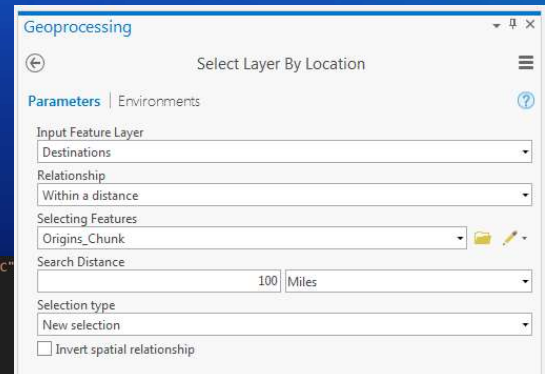 Geoprocessing
Select Layer By Location
Parameters | Environments
Input Feature Layer
Destinations
Relationship
Within a distance
Selecting Features
Origins_Chunk
Search Distance
100 Miles
Selection type
New selection
Invert spatial relationship
c"